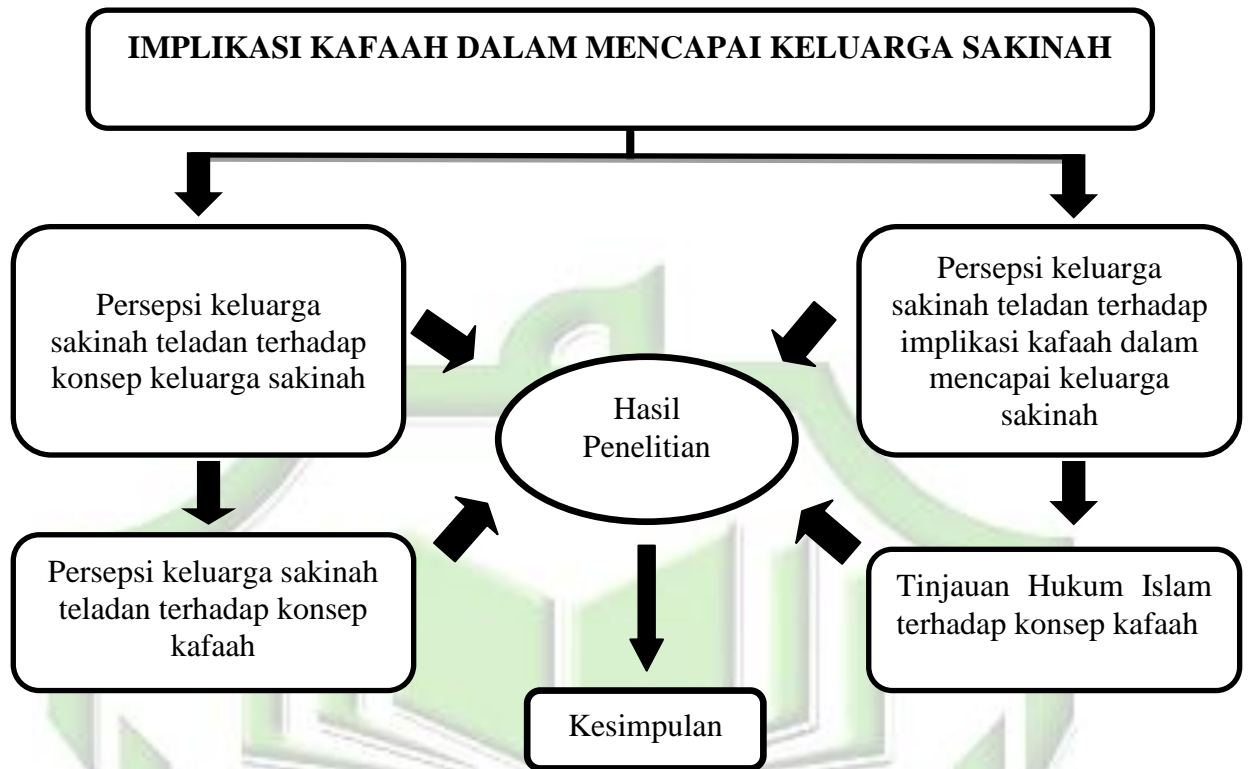 IMPLIKASI KAFAAH DALAM MENCAPAI KELUARGA SAKINAH
Persepsi keluarga
sakinah teladan terhadap
konsep keluarga sakinah
Persepsi keluarga
sakinah teladan terhadap
implikasi kafaah dalam
mencapai keluarga
sakinah
Hasil
Penelitian
Persepsi keluarga sakinah
teladan terhadap konsep
kafaah
Tinjauan Hukum Islam
terhadap konsep kafaah
Kesimpulan